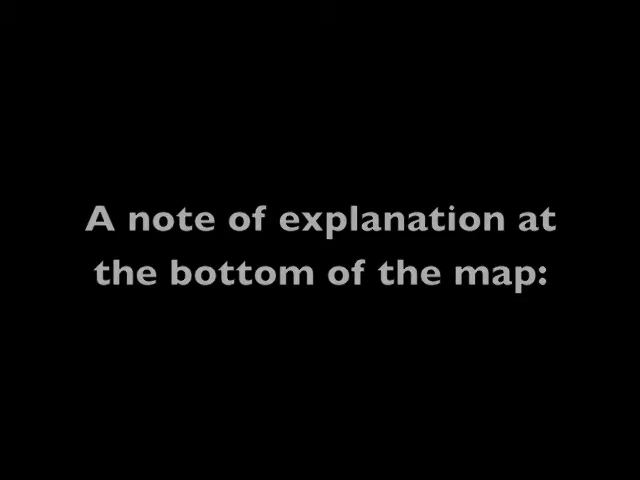 A note of explanation at
the bottom of the map: